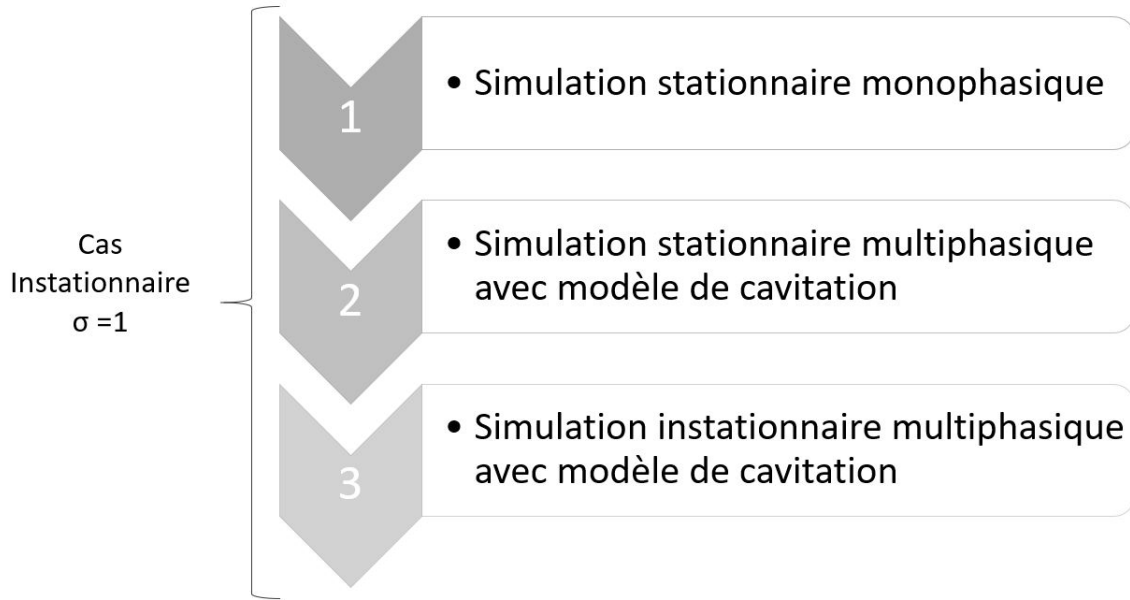 Cas
Instationnaire
σ =1
1
• Simulation stationnaire monophasique
2
• Simulation stationnaire multiphasique
avec modèle de cavitation
3
• Simulation instationnaire multiphasique
avec modèle de cavitation